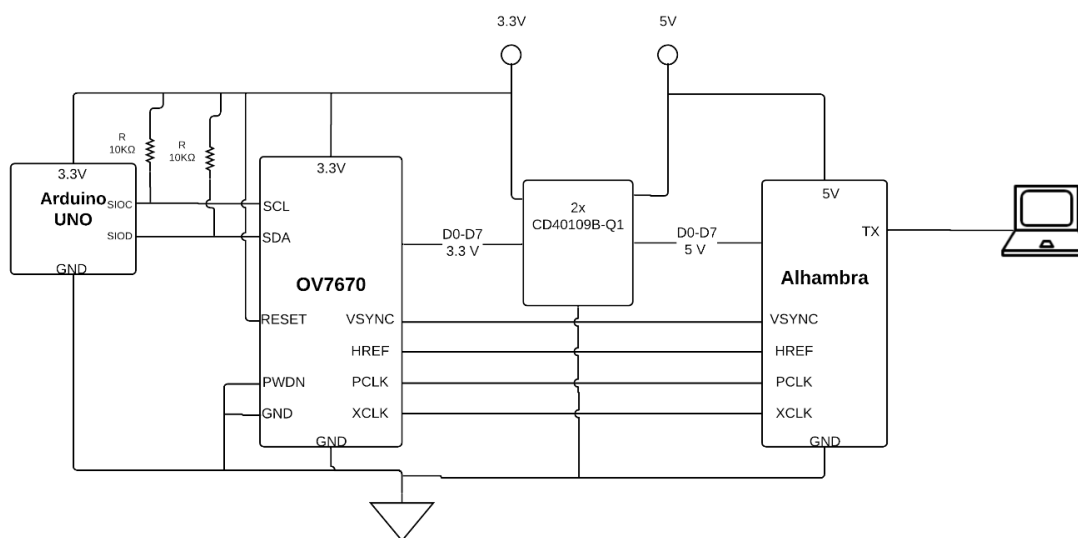 3.3V
5V
R
10KΩ
R
10KΩ
3.3V
Arduino
UNO
SIOC
SIOD
GND
3.3V
SCL
SDA
OV7670
RESET
VSYNC
HREF
PWDN
PCLK
GND
XCLK
GND
D0-D7
3.3 V
2x
CD40109B-Q1
D0-D7
5 V
5V
TX
Alhambra
VSYNC
HREF
PCLK
XCLK
GND